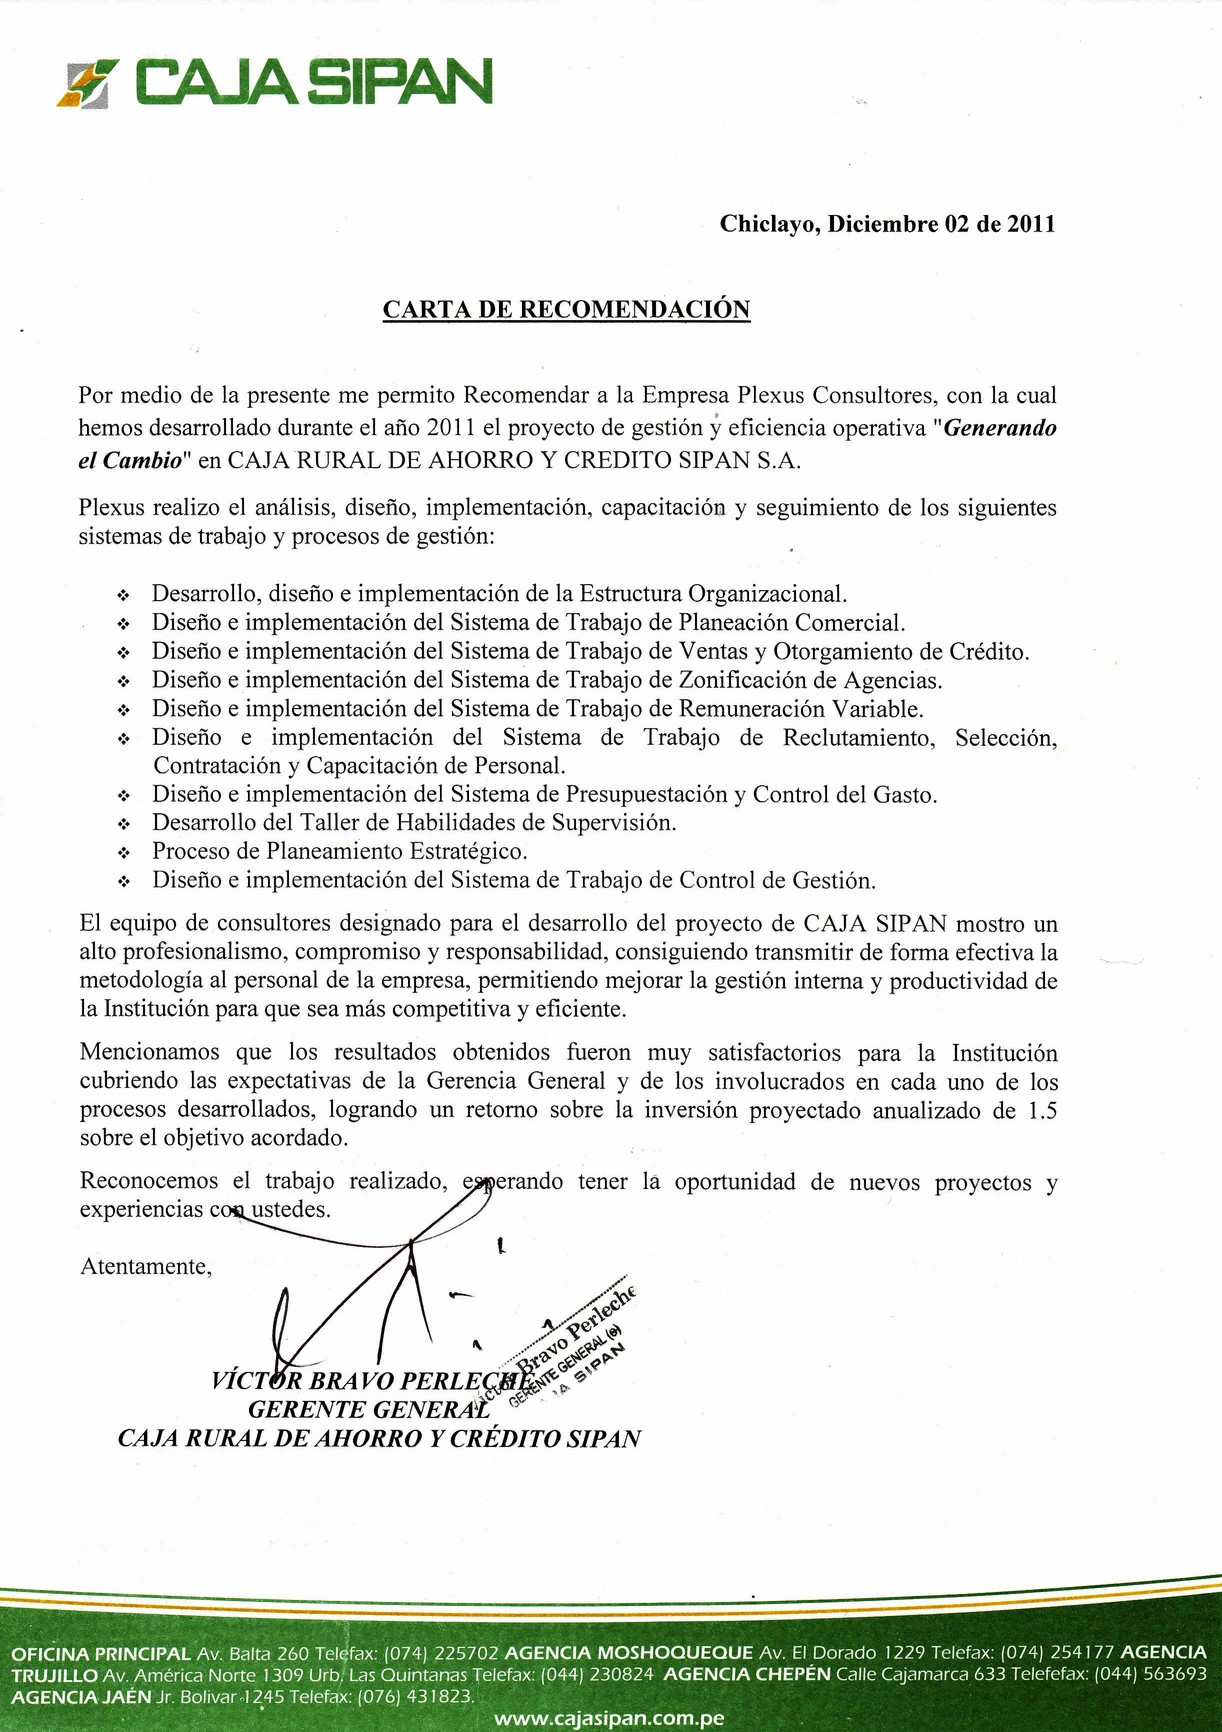 CAJA SIPAN
Chiclayo, Diciembre 02 de 2011
CARTA DE RECOMENDACIÓN
Por medio de la presente me permito Recomendar a la Empresa Plexus Consultores, con la cual
hemos desarrollado durante el año 2011 el proyecto de gestión y eficiencia operativa "Generando
el Cambio" en CAJA RURAL DE AHORRO Y CREDITO SIPAN S.A.
Plexus realizo el análisis, diseño, implementación, capacitación y seguimiento de los siguientes
sistemas de trabajo y procesos de gestión:
❖ Desarrollo, diseño e implementación de la Estructura Organizacional.
❖ Diseño e implementación del Sistema de Trabajo de Planeación Comercial.
❖ Diseño e implementación del Sistema de Trabajo de Ventas y Otorgamiento de Crédito.
❖ Diseño e implementación del Sistema de Trabajo de Zonificación de Agencias.
❖ Diseño e implementación del Sistema de Trabajo de Remuneración Variable.
❖ Diseño e implementación del Sistema de Trabajo de Reclutamiento, Selección,
Contratación y Capacitación de Personal.
❖ Diseño e implementación del Sistema de Presupuestación y Control del Gasto.
❖ Desarrollo del Taller de Habilidades de Supervisión.
❖ Proceso de Planeamiento Estratégico.
❖ Diseño e implementación del Sistema de Trabajo de Control de Gestión.
El equipo de consultores designado para el desarrollo del proyecto de CAJA SIPAN mostro un
alto profesionalismo, compromiso y responsabilidad, consiguiendo transmitir de forma efectiva la
metodología al personal de la empresa, permitiendo mejorar la gestión interna y productividad de
la Institución para que sea más competitiva y eficiente.
Mencionamos que los resultados obtenidos fueron muy satisfactorios para la Institución
cubriendo las expectativas de la Gerencia General y de los involucrados en cada uno de los
procesos desarrollados, logrando un retorno sobre la inversión proyectado anualizado de 1.5
sobre el objetivo acordado.
Reconocemos el trabajo realizado, esperando tener la oportunidad de nuevos proyectos y
experiencias con ustedes.
Atentamente,
Bravo Perleche
GERENTE GENERAL (e)
SIPAN
VÍCTOR BRAVO PERLECHE
GERENTE GENERAL
CAJA RURAL DE AHORRO Y CRÉDITO SIPAN
OFICINA PRINCIPAL Av. Balta 260 Telefax: (074) 225702 AGENCIA MOSHOQUEQUE Av. El Dorado 1229 Telefax: (074) 254177 AGENCIA
TRUJILLO Av. América Norte 1309 Urb. Las Quintanas Telefax: (044) 230824 AGENCIA CHEPÉN Calle Cajamarca 633 Telefefax: (044) 563693
AGENCIA JAÉN Jr. Bolivar 1245 Telefax: (076) 431823.
www.cajasipan.com.pe